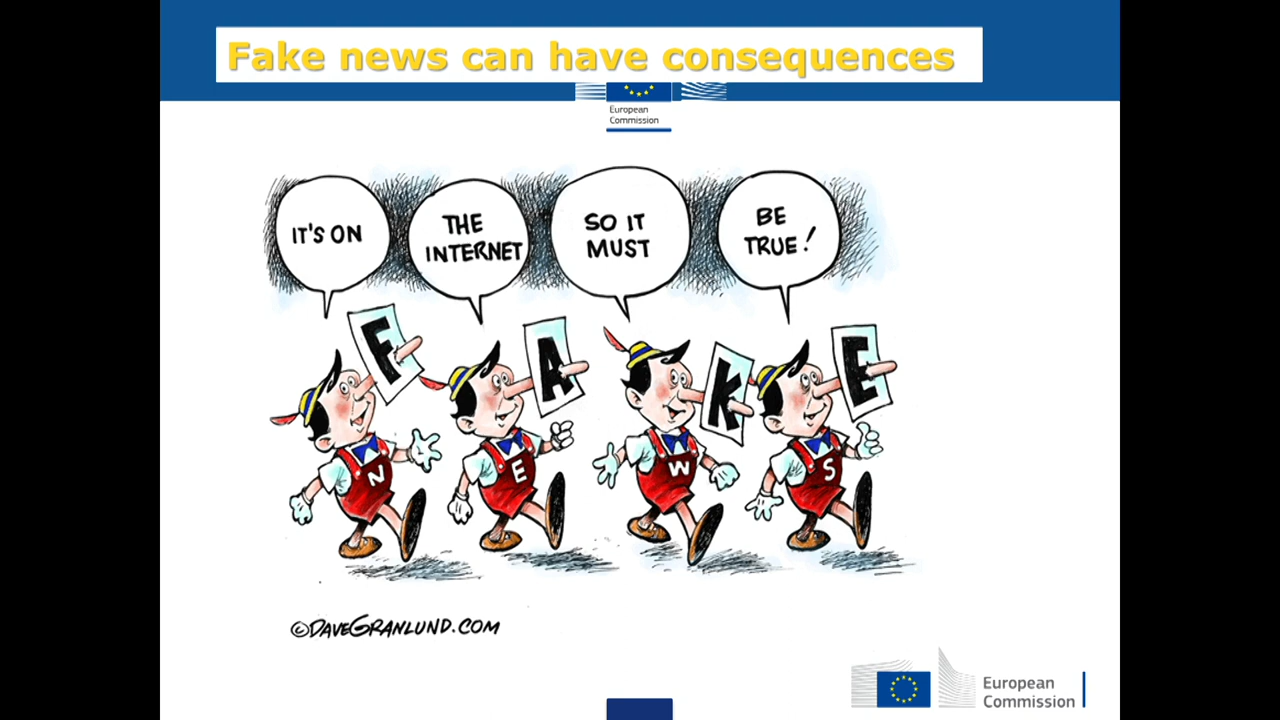 Fake news can have consequences
European
Commission
IT'S ON
THE
INTERNET
SO IT
MUST
BE
TRUE!
F
A
K
E
N
E
W
S
©DAVEGRANLUND.COM
European
Commission